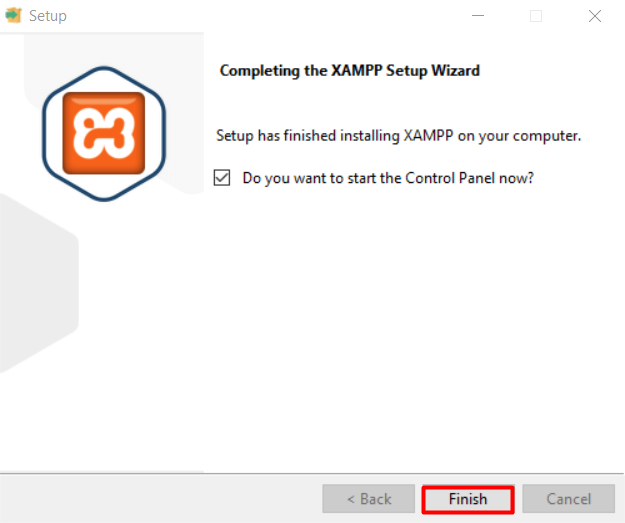 Setup
Completing the XAMPP Setup Wizard
Setup has finished installing XAMPP on your computer.
Do you want to start the Control Panel now?
< Back
Finish
Cancel